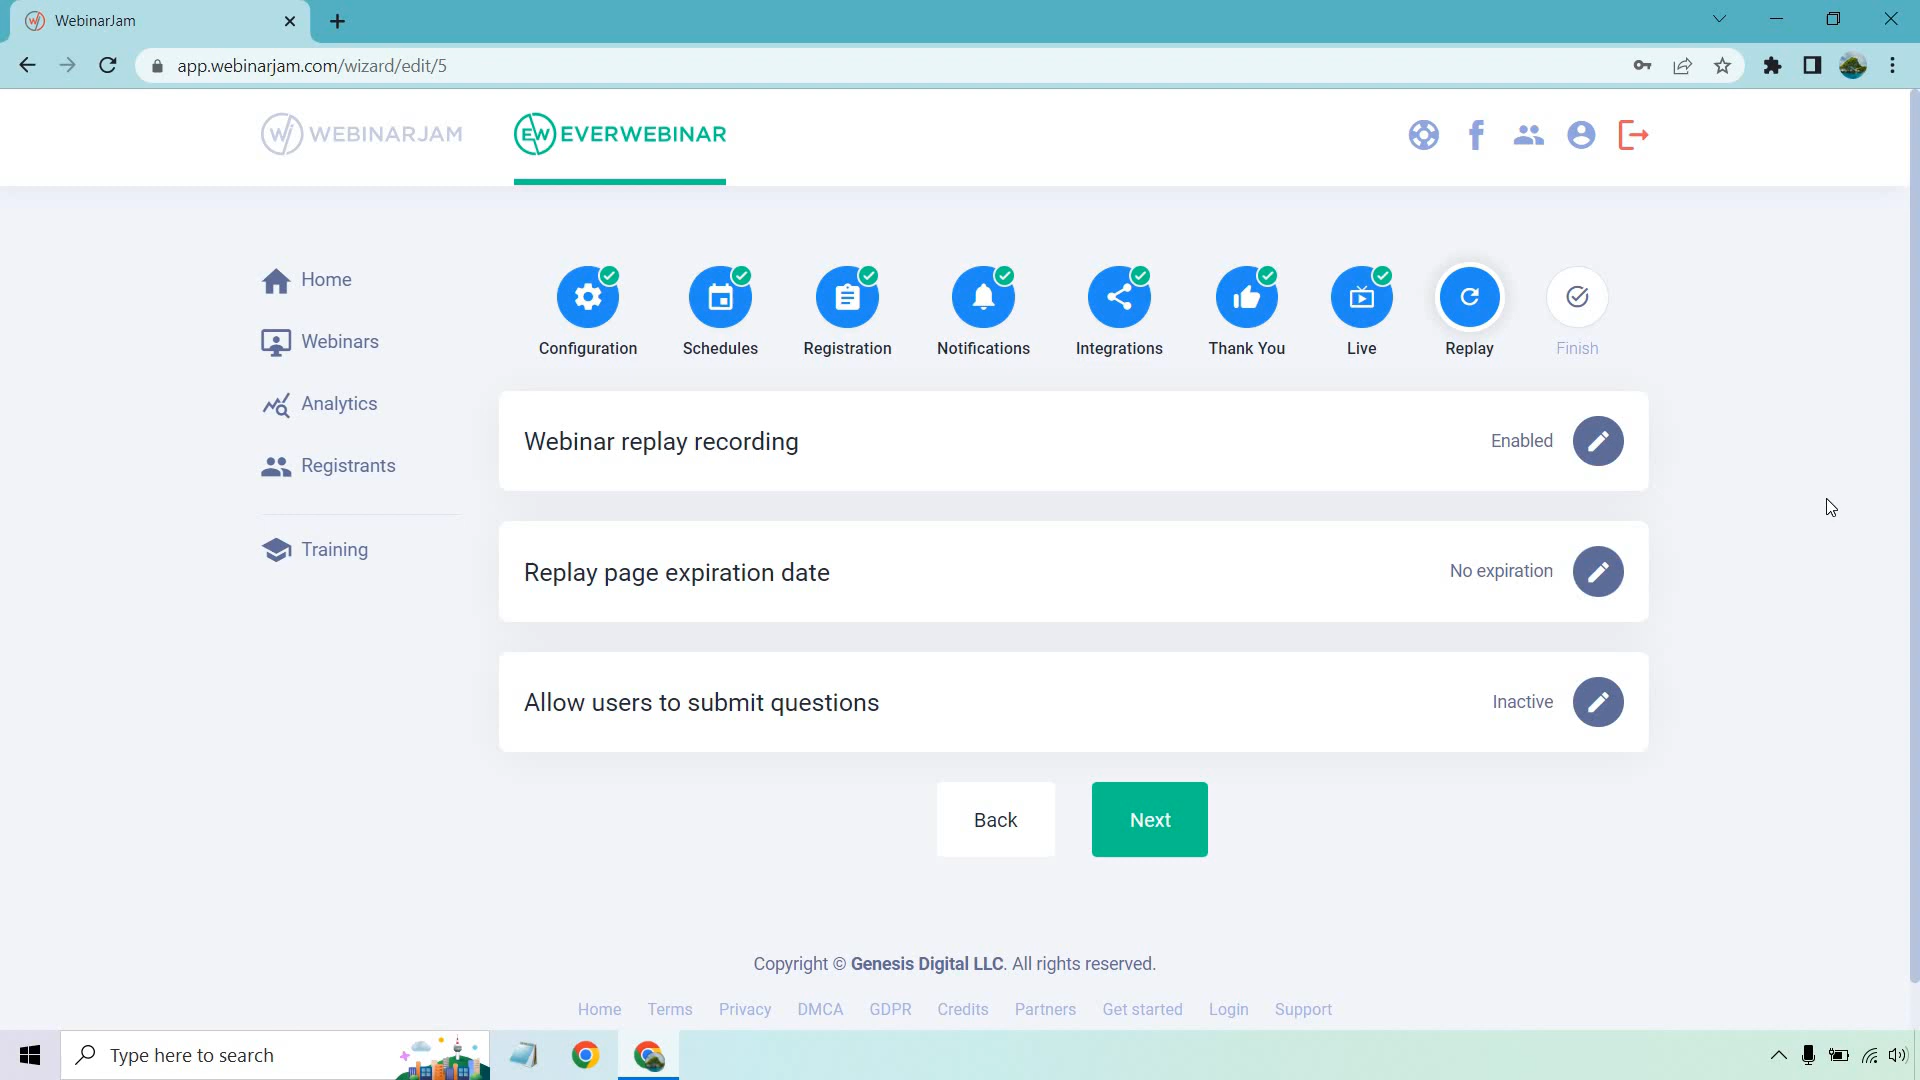 WebinarJam
app.webinarjam.com/wizard/edit/5
WEBINARJAM
EVERWEBINAR
Home
Webinars
Analytics
Registrants
Training
Configuration
Schedules
Registration
Notifications
Integrations
Thank You
Live
Replay
Finish
Webinar replay recording
Enabled
Replay page expiration date
No expiration
Allow users to submit questions
Inactive
Back
Next
Copyright © Genesis Digital LLC. All rights reserved.
Home Terms Privacy DMCA GDPR Credits Partners Get started Login Support
Type here to search